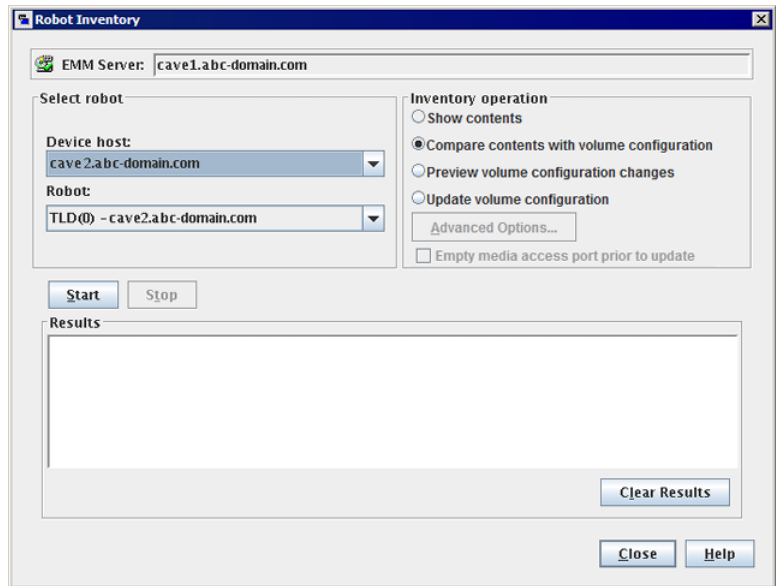 Robot Inventory
EMM Server: cave1.abc-domain.com
Select robot
Device host:
cave2.abc-domain.com
Robot:
TLD(0) - cave2.abc-domain.com
Inventory operation
Show contents
Compare contents with volume configuration
Preview volume configuration changes
Update volume configuration
Advanced Options...
Empty media access port prior to update
Start Stop
Results
Clear Results
Close Help